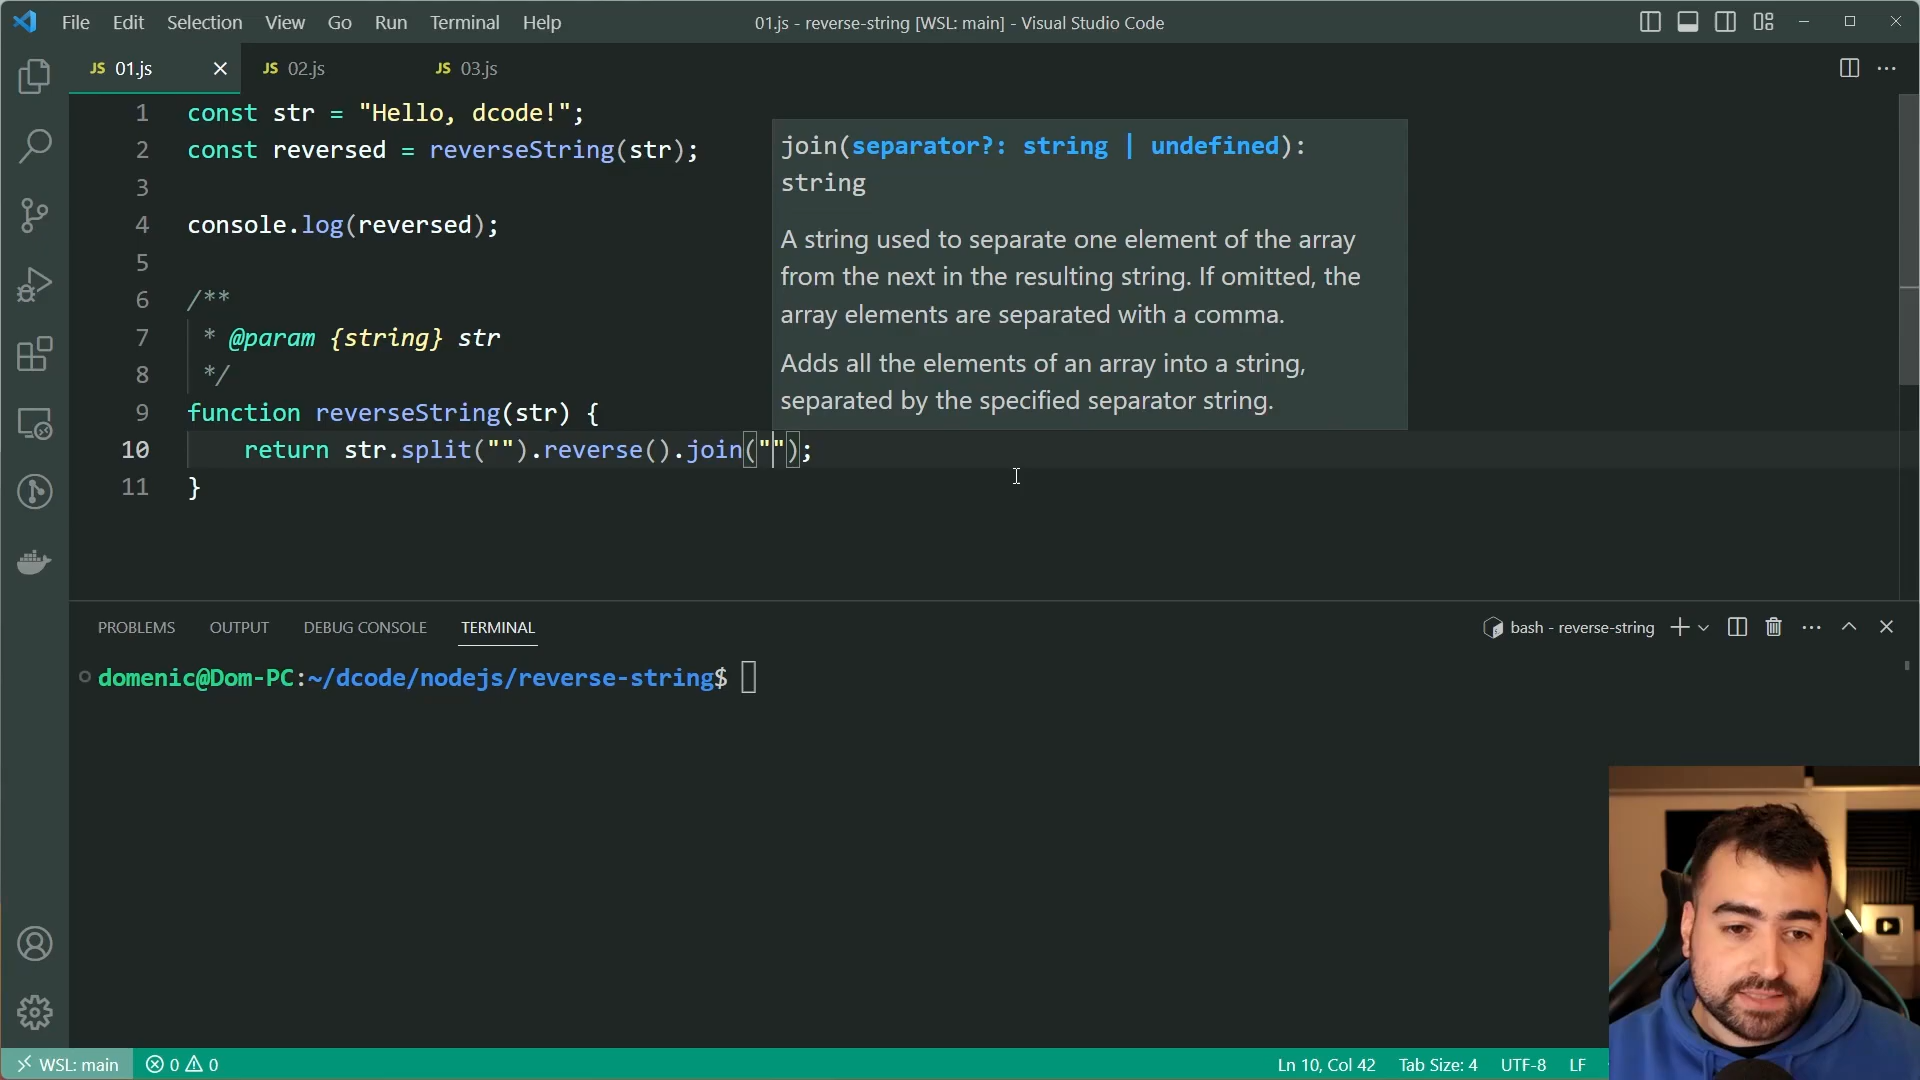 File Edit Selection View Go Run Terminal Help
01.js - reverse-string [WSL: main] - Visual Studio Code
JS 01.js JS 02.js JS 03.js
1 const str = "Hello, dcode!";
2 const reversed = reverseString(str);
3
4 console.log(reversed);
5
6 /**
7 * @param {string} str
8 */
9 function reverseString(str) {
10 return str.split("").reverse().join("");
11 }
join(separator?: string | undefined):
string
A string used to separate one element of the array
from the next in the resulting string. If omitted, the
array elements are separated with a comma.
Adds all the elements of an array into a string,
separated by the specified separator string.
PROBLEMS OUTPUT DEBUG CONSOLE TERMINAL
bash - reverse-string
domenic@Dom-PC:~/dcode/nodejs/reverse-string$
WSL: main 0 0
Ln 10, Col 42 Tab Size: 4 UTF-8 LF